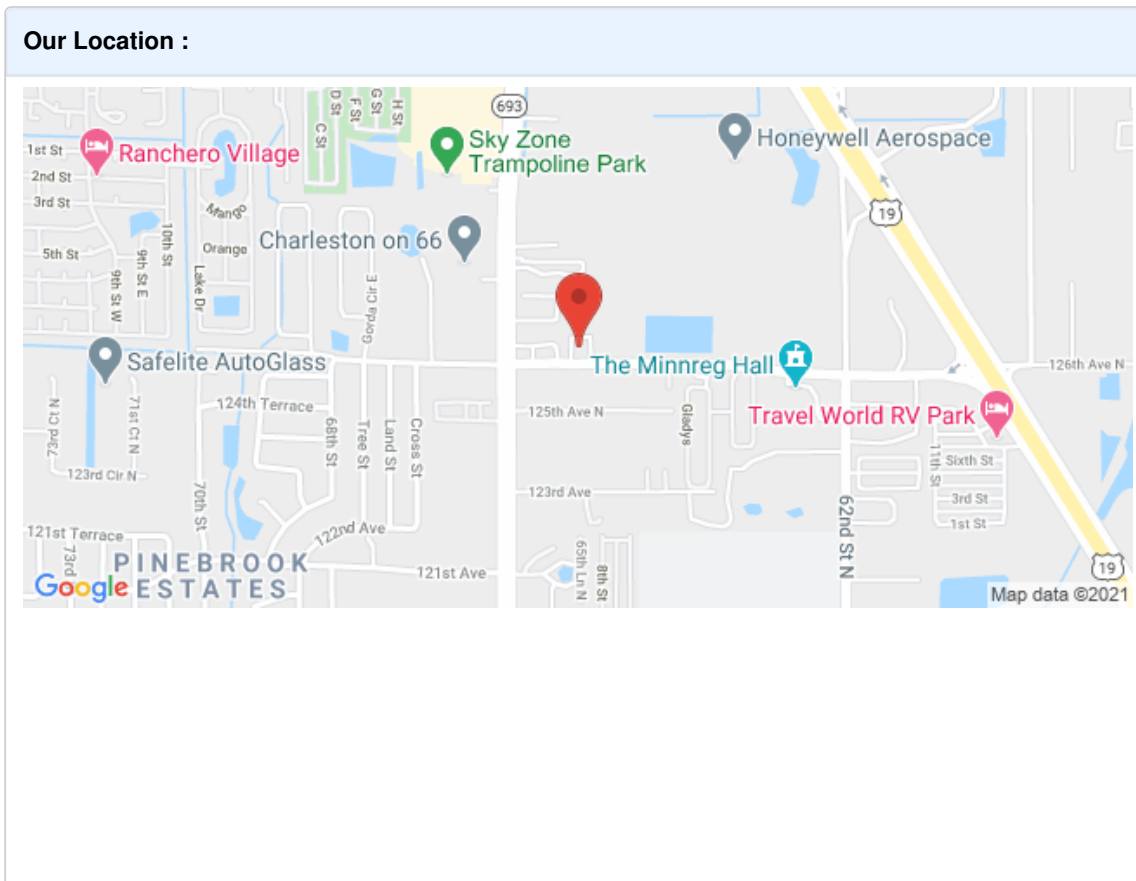 Our Location :
D St
F St
G St
H St
C St
693
Sky Zone
Trampoline Park
Honeywell Aerospace
1st St
Ranchero Village
2nd St
3rd St
Mango
19
10th St
Charleston on 66
5th St
Orange
9th St E
9th St W
Lake Dr
Gorda Cir E
Safelite AutoGlass
The Minnreg Hall
126th Ave N
124th Terrace
125th Ave N
Gladys
Travel World RV Park
73rd Ct N
71st Ct N
68th St
Tree St
Land St
Cross St
11th St
Sixth St
123rd Cir N
70th St
123rd Ave
62nd St N
3rd St
1st St
121st Terrace
122nd Ave
73rd
PINEBROOK
ESTATES
121st Ave
65th Ln N
8th St
19
Google
Map data ©2021